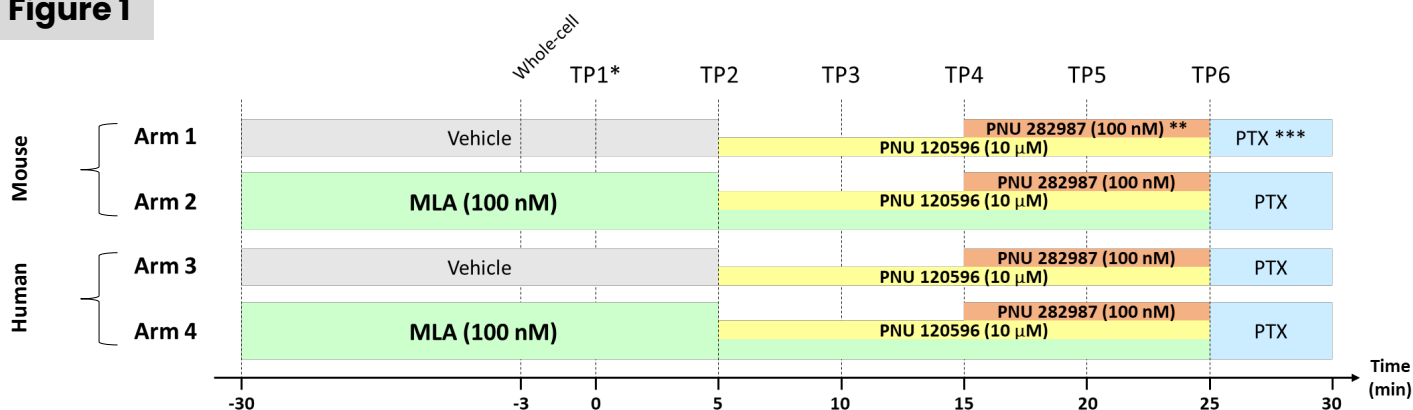 Figure 1
Whole-cell
TP1* TP2 TP3 TP4 TP5 TP6
Mouse
Arm 1 Vehicle PNU 282987 (100 nM) ** PTX ***
PNU 120596 (10 μM)
Arm 2 MLA (100 nM) PNU 282987 (100 nM) PTX
PNU 120596 (10 μM)
Human
Arm 3 Vehicle PNU 282987 (100 nM) PTX
PNU 120596 (10 μM)
Arm 4 MLA (100 nM) PNU 282987 (100 nM) PTX
PNU 120596 (10 μM)
Time
(min)
-30 -3 0 5 10 15 20 25 30